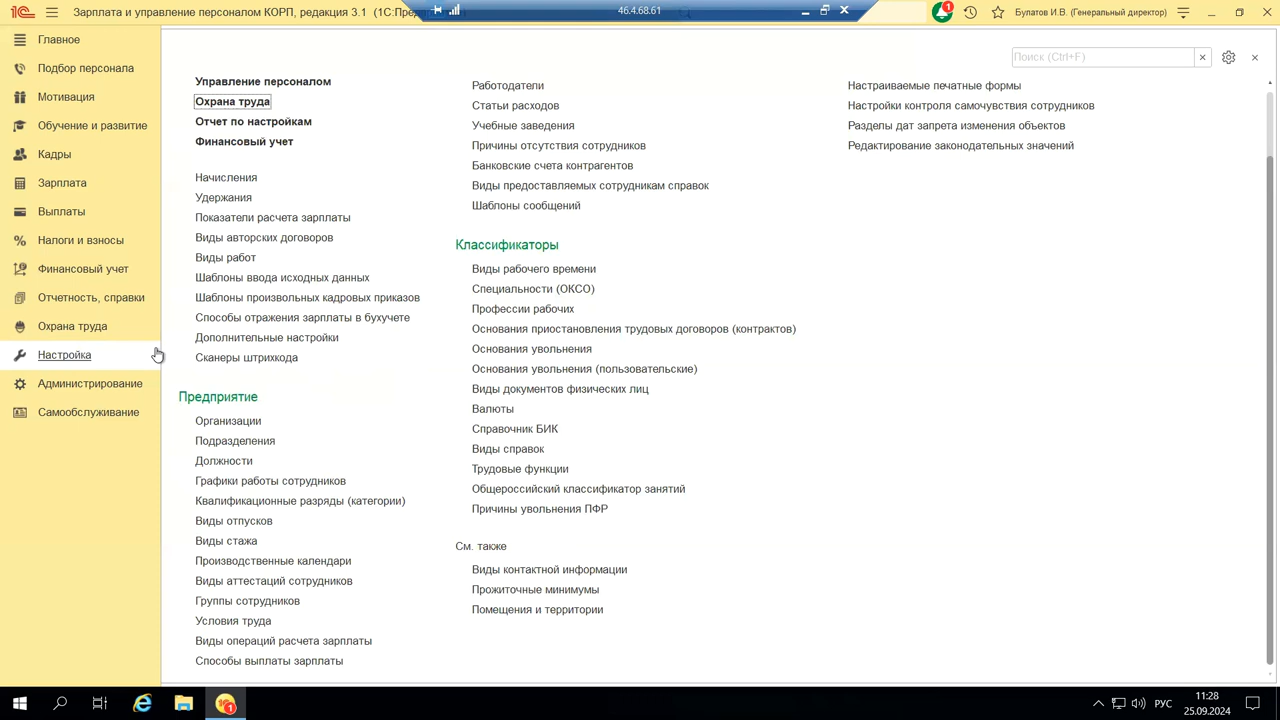 Зарплата и управление персоналом КОРП, редакция 3.1 (1С:Пре
46.4.68.61
1
Булатов И.В. (Генеральный директор)
Главное
Подбор персонала
Мотивация
Обучение и развитие
Кадры
Зарплата
Выплаты
Налоги и взносы
Финансовый учет
Отчетность, справки
Охрана труда
Настройка
Администрирование
Самообслуживание
Поиск (Ctrl+F)
Управление персоналом
Охрана труда
Отчет по настройкам
Финансовый учет
Начисления
Удержания
Показатели расчета зарплаты
Виды авторских договоров
Виды работ
Шаблоны ввода исходных данных
Шаблоны произвольных кадровых приказов
Способы отражения зарплаты в бухучете
Дополнительные настройки
Сканеры штрихкода
Предприятие
Организации
Подразделения
Должности
Графики работы сотрудников
Квалификационные разряды (категории)
Виды отпусков
Виды стажа
Производственные календари
Виды аттестаций сотрудников
Группы сотрудников
Условия труда
Виды операций расчета зарплаты
Способы выплаты зарплаты
Работодатели
Статьи расходов
Учебные заведения
Причины отсутствия сотрудников
Банковские счета контрагентов
Виды предоставляемых сотрудникам справок
Шаблоны сообщений
Классификаторы
Виды рабочего времени
Специальности (ОКСО)
Профессии рабочих
Основания приостановления трудовых договоров (контрактов)
Основания увольнения
Основания увольнения (пользовательские)
Виды документов физических лиц
Валюты
Справочник БИК
Виды справок
Трудовые функции
Общероссийский классификатор занятий
Причины увольнения ПФР
См. также
Виды контактной информации
Прожиточные минимумы
Помещения и территории
Настраиваемые печатные формы
Настройки контроля самочувствия сотрудников
Разделы дат запрета изменения объектов
Редактирование законодательных значений
1
РУС
11:28
25.09.2024